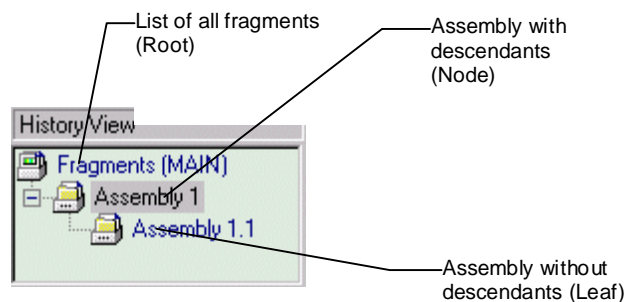 List of all fragments
(Root)
Assembly with
descendants
(Node)
History View
Fragments (MAIN)
Assembly 1
Assembly 1.1
Assembly without
descendants (Leaf)